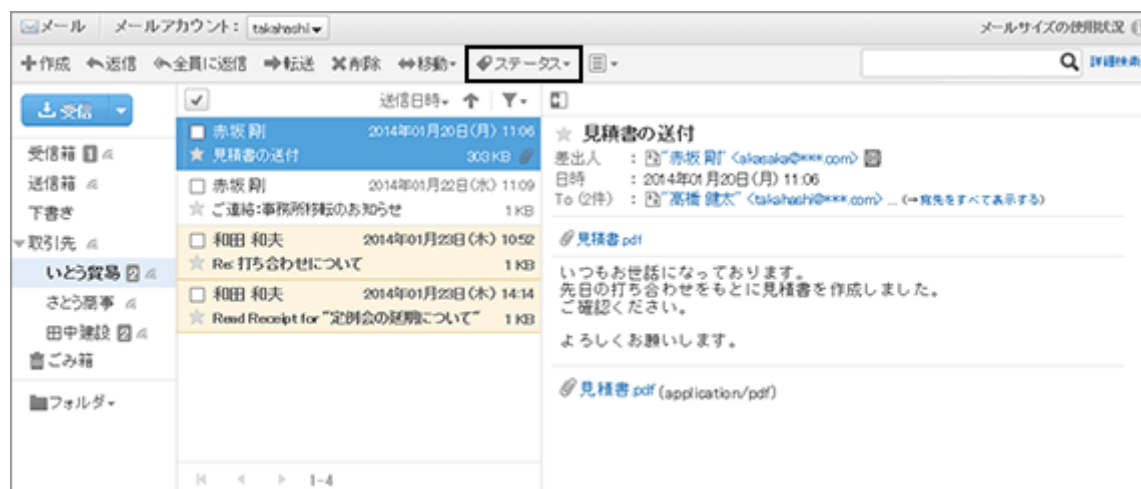 メール メールアカウント： takahashi メールサイズの使用状況
作成 返信 全員に返信 転送 削除 移動 ステータス 詳細検索
受信
受信箱 1
送信箱
下書き
取引先
いとう貿易 2
さとう商事
田中建設 2
ごみ箱
フォルダ
送信日時
赤坂 剛 2014年01月20日(月) 11:06
見積書の送付 303 KB
赤坂 剛 2014年01月22日(水) 11:09
ご連絡：事務所移転のお知らせ 1 KB
和田 和夫 2014年01月23日(木) 10:52
Re: 打ち合わせについて 1 KB
和田 和夫 2014年01月23日(木) 14:14
Read Receipt for "定例会の延期について" 1 KB
1-4
見積書の送付
差出人 ： "赤坂 剛" <akasaka@***.com>
日時 ： 2014年01月20日(月) 11:06
To (2件) ： "高橋 健太" <takahashi@***.com> ... (→宛先をすべて表示する)
見積書.pdf
いつもお世話になっております。
先日の打ち合わせをもとに見積書を作成しました。
ご確認ください。
よろしくお願いします。
見積書.pdf (application/pdf)